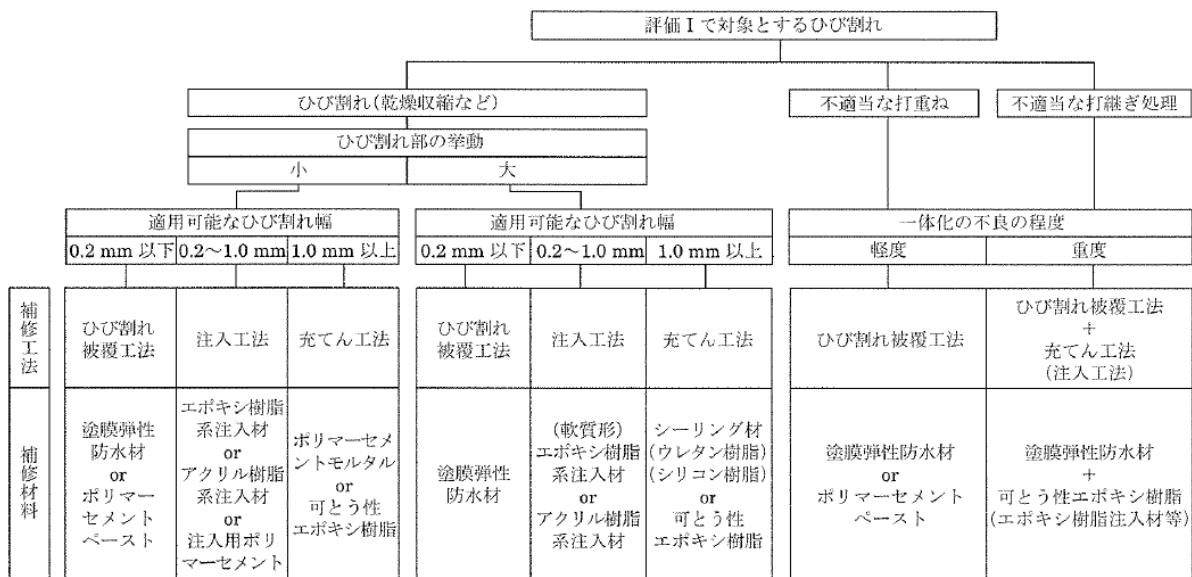 評価Ⅰで対象とするひび割れ
ひび割れ(乾燥収縮など)
不適当な打重ね
不適当な打継ぎ処理
ひび割れ部の挙動
小
大
適用可能なひび割れ幅
0.2 mm 以下
0.2～1.0 mm
1.0 mm 以上
適用可能なひび割れ幅
0.2 mm 以下
0.2～1.0 mm
1.0 mm 以上
一体化の不良の程度
軽度
重度
補修工法
ひび割れ
被覆工法
注入工法
充てん工法
ひび割れ
被覆工法
注入工法
充てん工法
ひび割れ被覆工法
ひび割れ被覆工法
+
充てん工法
(注入工法)
補修材料
塗膜弾性
防水材
or
ポリマー
セメント
ペースト
エポキシ樹脂
系注入材
or
アクリル樹脂
系注入材
or
注入用ポリ
マーセメント
ポリマーセメ
ントモルタル
or
可とう性
エポキシ樹脂
塗膜弾性
防水材
(軟質形)
エポキシ樹脂
系注入材
or
アクリル樹脂
系注入材
シーリング材
(ウレタン樹脂)
(シリコン樹脂)
or
可とう性
エポキシ樹脂
塗膜弾性防水材
or
ポリマーセメント
ペースト
塗膜弾性防水材
+
可とう性エポキシ樹脂
(エポキシ樹脂注入材等)